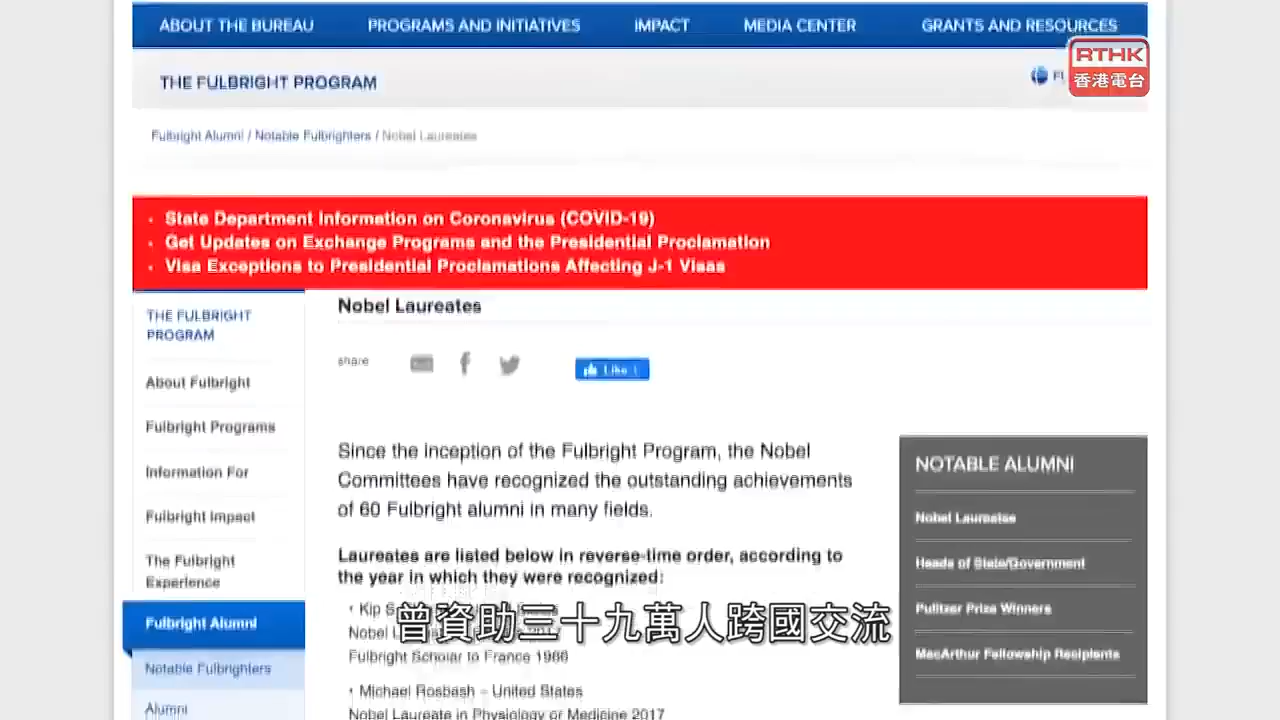 ABOUT THE BUREAU PROGRAMS AND INITIATIVES IMPACT MEDIA CENTER GRANTS AND RESOURCES
RTHK
香港電台
THE FULBRIGHT PROGRAM
Fulbright Alumni / Notable Fulbrighters / Nobel Laureates
• State Department Information on Coronavirus (COVID-19)
• Get Updates on Exchange Programs and the Presidential Proclamation
• Visa Exceptions to Presidential Proclamations Affecting J-1 Visas
THE FULBRIGHT
PROGRAM
About Fulbright
Fulbright Programs
Information For
Fulbright Impact
The Fulbright
Experience
Fulbright Alumni
Notable Fulbrighters
Alumni
Nobel Laureates
share
Like
Since the inception of the Fulbright Program, the Nobel
Committees have recognized the outstanding achievements
of 60 Fulbright alumni in many fields.
Laureates are listed below in reverse-time order, according to
the year in which they were recognized:
• Kip
Nobel
Fulbright Scholar to France 1966
• Michael Rosbash – United States
Nobel Laureate in Physiology or Medicine 2017
NOTABLE ALUMNI
Nobel Laureates
Heads of State/Government
Pulitzer Prize Winners
MacArthur Fellowship Recipients
曾資助三十九萬人跨國交流